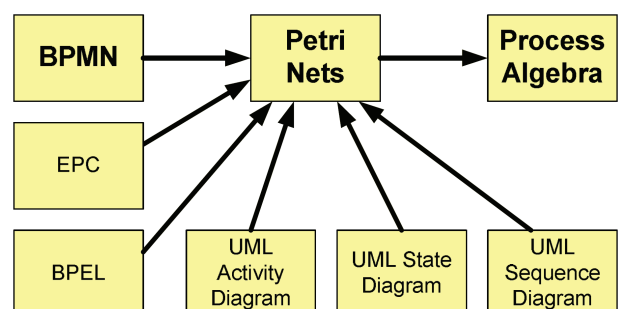 BPMN
Petri
Nets
Process
Algebra
EPC
BPEL
UML
Activity
Diagram
UML State
Diagram
UML
Sequence
Diagram